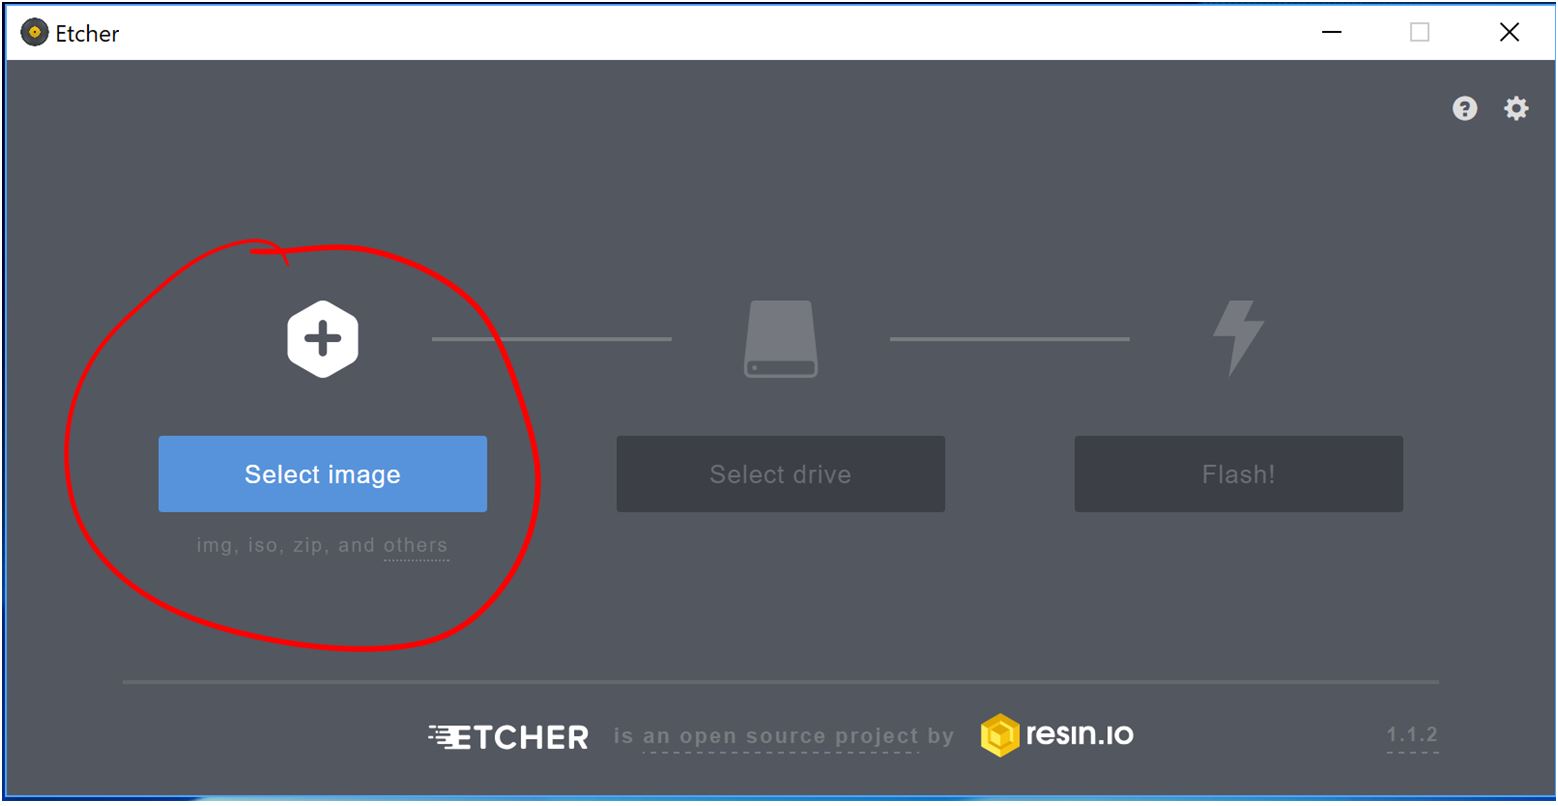 Etcher
Select image
Select drive
Flash!
img, iso, zip, and others
ETCHER is an open source project by resin.io
1.1.2